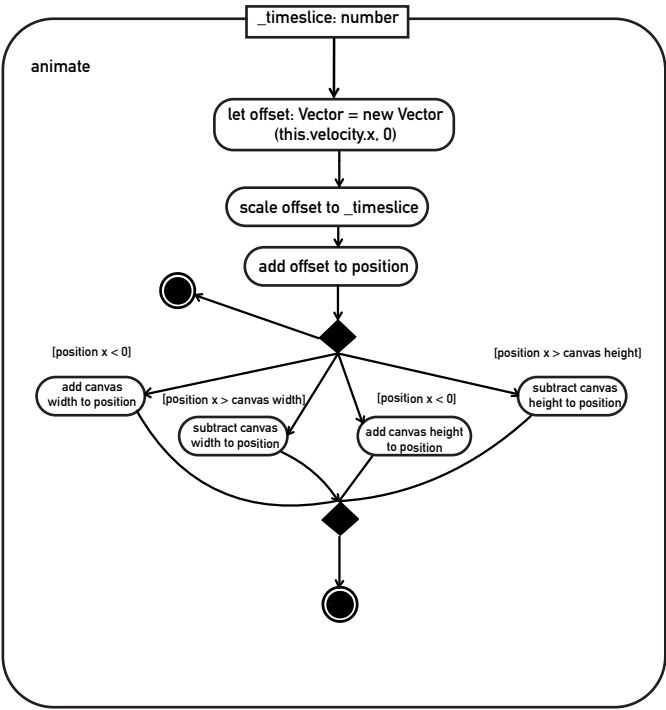 _timeslice: number
animate
let offset: Vector = new Vector
(this.velocity.x, 0)
scale offset to _timeslice
add offset to position
[position x < 0]
[position x > canvas height]
add canvas
width to position
[position x > canvas width]
[position x < 0]
subtract canvas
height to position
subtract canvas
width to position
add canvas height
to position